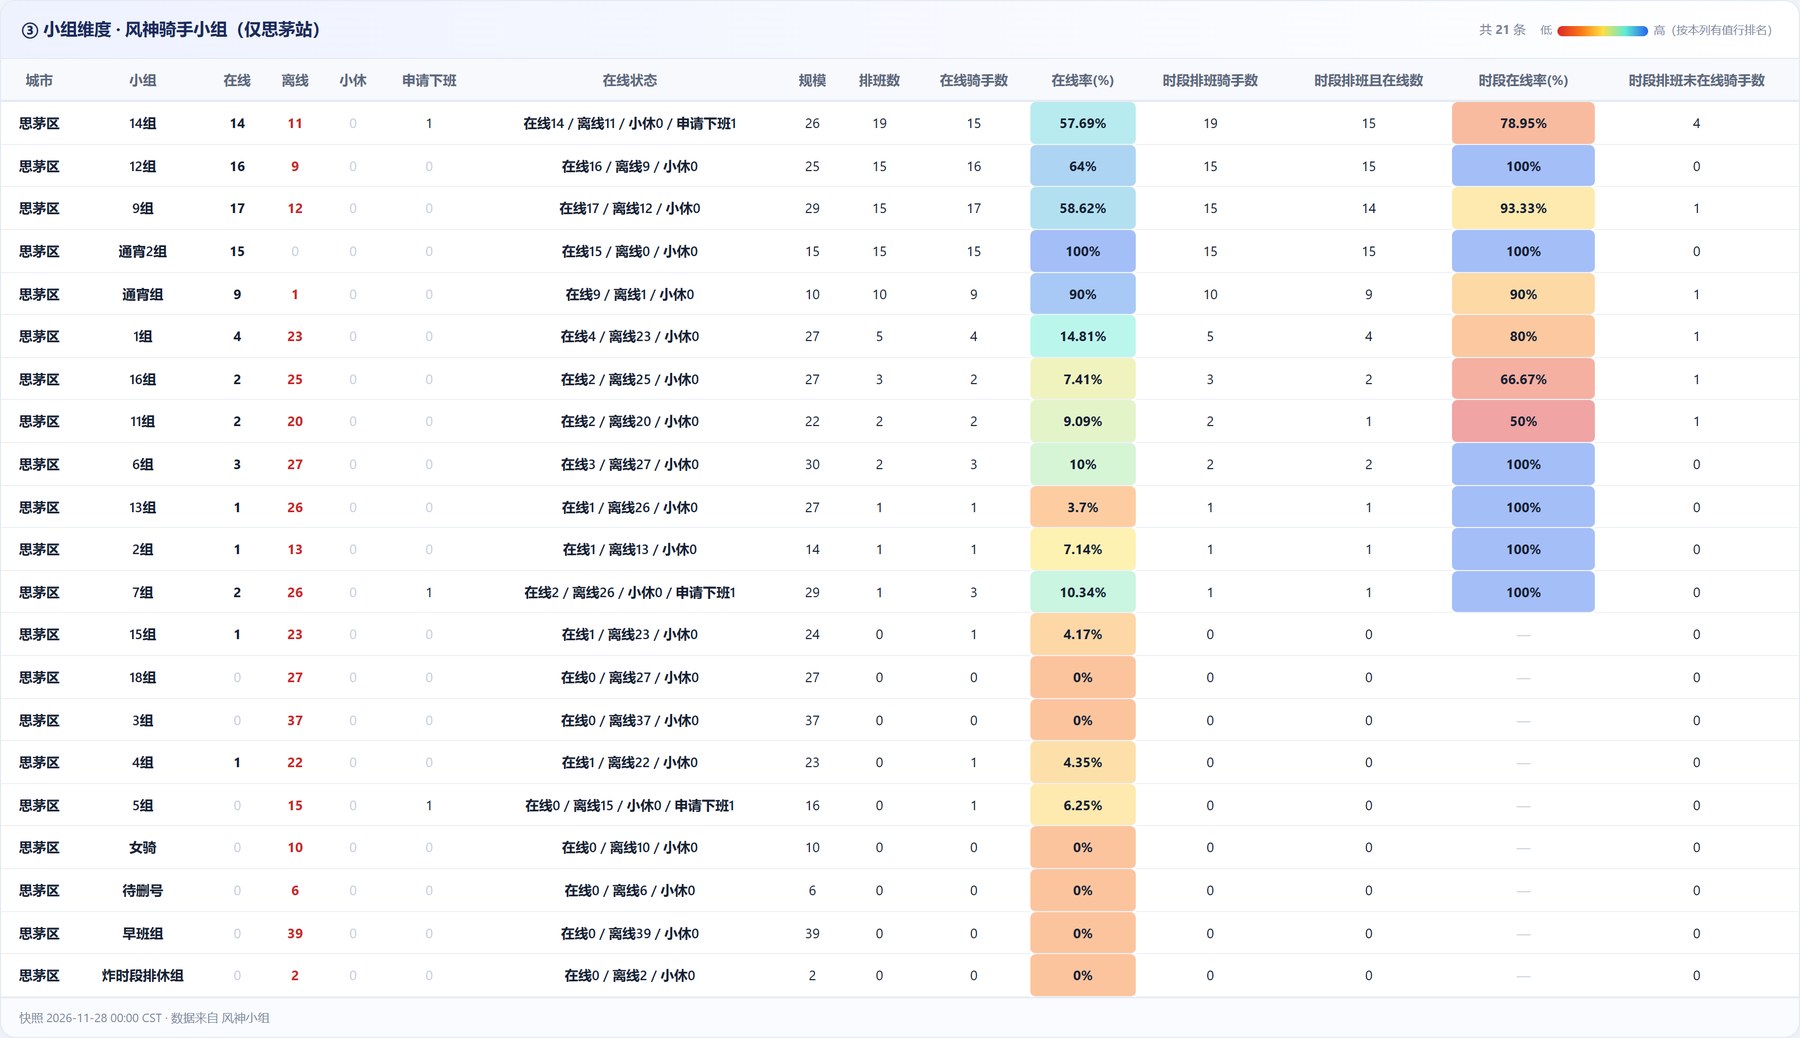 ③ 小组维度 · 风神骑手小组（仅思茅站）
共 21 条 低 高 (按本列有值行排名)
城市 小组 在线 离线 小休 申请下班 在线状态 规模 排班数 在线骑手数 在线率(%) 时段排班骑手数 时段排班且在线数 时段在线率(%) 时段排班未在线骑手数
思茅区 14组 14 11 0 1 在线14 / 离线11 / 小休0 / 申请下班1 26 19 15 57.69% 19 15 78.95% 4
思茅区 12组 16 9 0 0 在线16 / 离线9 / 小休0 25 15 16 64% 15 15 100% 0
思茅区 9组 17 12 0 0 在线17 / 离线12 / 小休0 29 15 17 58.62% 15 14 93.33% 1
思茅区 通宵2组 15 0 0 0 在线15 / 离线0 / 小休0 15 15 15 100% 15 15 100% 0
思茅区 通宵组 9 1 0 0 在线9 / 离线1 / 小休0 10 10 9 90% 10 9 90% 1
思茅区 1组 4 23 0 0 在线4 / 离线23 / 小休0 27 5 4 14.81% 5 4 80% 1
思茅区 16组 2 25 0 0 在线2 / 离线25 / 小休0 27 3 2 7.41% 3 2 66.67% 1
思茅区 11组 2 20 0 0 在线2 / 离线20 / 小休0 22 2 2 9.09% 2 1 50% 1
思茅区 6组 3 27 0 0 在线3 / 离线27 / 小休0 30 2 3 10% 2 2 100% 0
思茅区 13组 1 26 0 0 在线1 / 离线26 / 小休0 27 1 1 3.7% 1 1 100% 0
思茅区 2组 1 13 0 0 在线1 / 离线13 / 小休0 14 1 1 7.14% 1 1 100% 0
思茅区 7组 2 26 0 1 在线2 / 离线26 / 小休0 / 申请下班1 29 1 3 10.34% 1 1 100% 0
思茅区 15组 1 23 0 0 在线1 / 离线23 / 小休0 24 0 1 4.17% 0 0 — 0
思茅区 18组 0 27 0 0 在线0 / 离线27 / 小休0 27 0 0 0% 0 0 — 0
思茅区 3组 0 37 0 0 在线0 / 离线37 / 小休0 37 0 0 0% 0 0 — 0
思茅区 4组 1 22 0 0 在线1 / 离线22 / 小休0 23 0 1 4.35% 0 0 — 0
思茅区 5组 0 15 0 1 在线0 / 离线15 / 小休0 / 申请下班1 16 0 1 6.25% 0 0 — 0
思茅区 女骑 0 10 0 0 在线0 / 离线10 / 小休0 10 0 0 0% 0 0 — 0
思茅区 待删号 0 6 0 0 在线0 / 离线6 / 小休0 6 0 0 0% 0 0 — 0
思茅区 早班组 0 39 0 0 在线0 / 离线39 / 小休0 39 0 0 0% 0 0 — 0
思茅区 炸时段排休组 0 2 0 0 在线0 / 离线2 / 小休0 2 0 0 0% 0 0 — 0
快照 2026-11-28 00:00 CST · 数据来自 风神小组